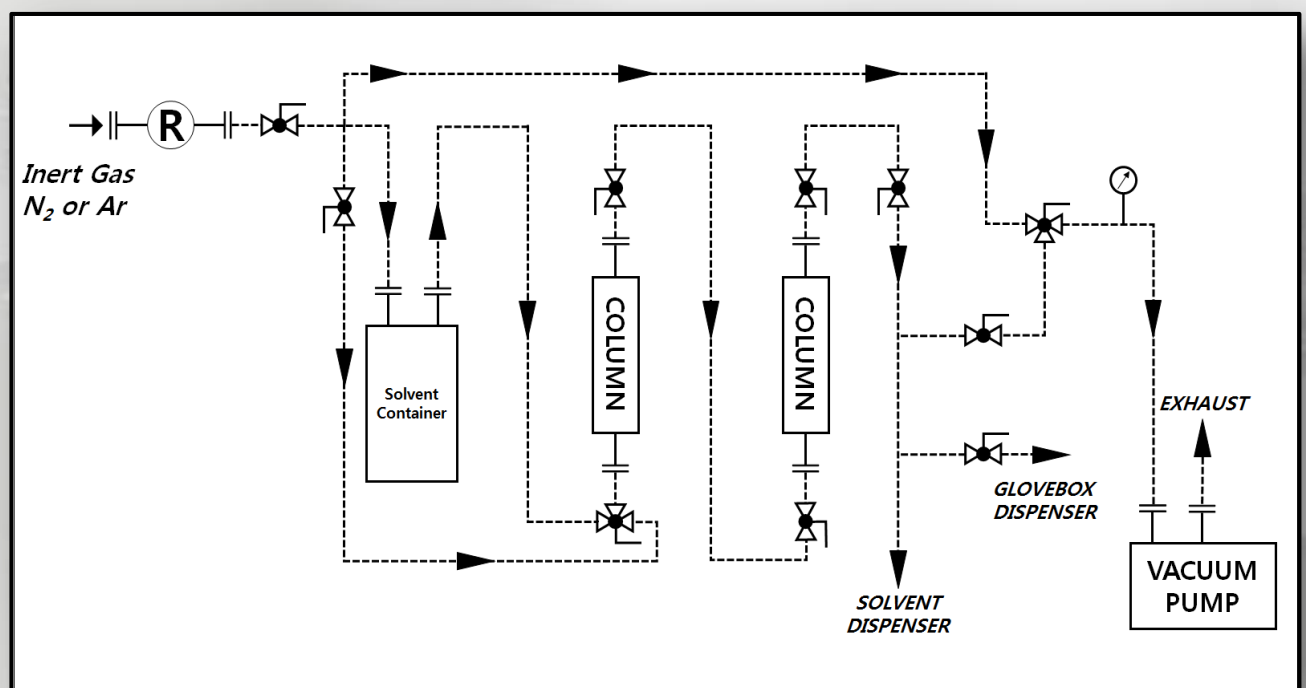 R
Inert Gas
N₂ or Ar
COLUMN
COLUMN
Solvent
Container
EXHAUST
GLOVEBOX
DISPENSER
VACUUM
PUMP
SOLVENT
DISPENSER